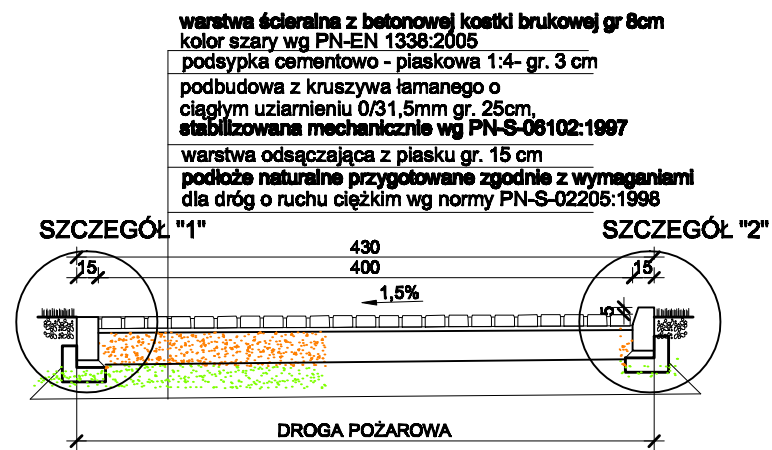 warstwa ścieralna z betonowej kostki brukowej gr 8cm
kolor szary wg PN-EN 1338:2005
podsypka cementowo - piaskowa 1:4- gr. 3 cm
podbudowa z kruszywa łamanego o
ciągłym uziarnieniu 0/31,5mm gr. 25cm,
stabilizowana mechanicznie wg PN-S-06102:1997
warstwa odsączająca z piasku gr. 15 cm
podłoże naturalne przygotowane zgodnie z wymaganiami
dla dróg o ruchu ciężkim wg normy PN-S-02205:1998
SZCZEGÓŁ "1"
SZCZEGÓŁ "2"
430
15
400
15
1,5%
5
DROGA POŻAROWA